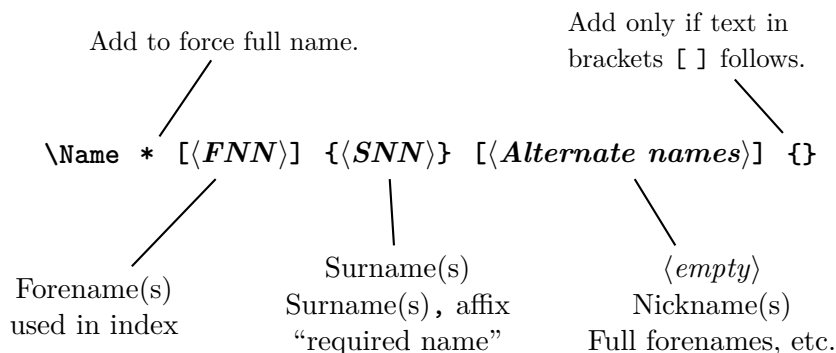 Add to force full name.
Add only if text in
brackets [ ] follows.
\Name * [⟨FNN⟩] {⟨SNN⟩} [⟨Alternate names⟩] {}
Forename(s)
used in index
Surname(s)
Surname(s), affix
“required name”
⟨empty⟩
Nickname(s)
Full forenames, etc.